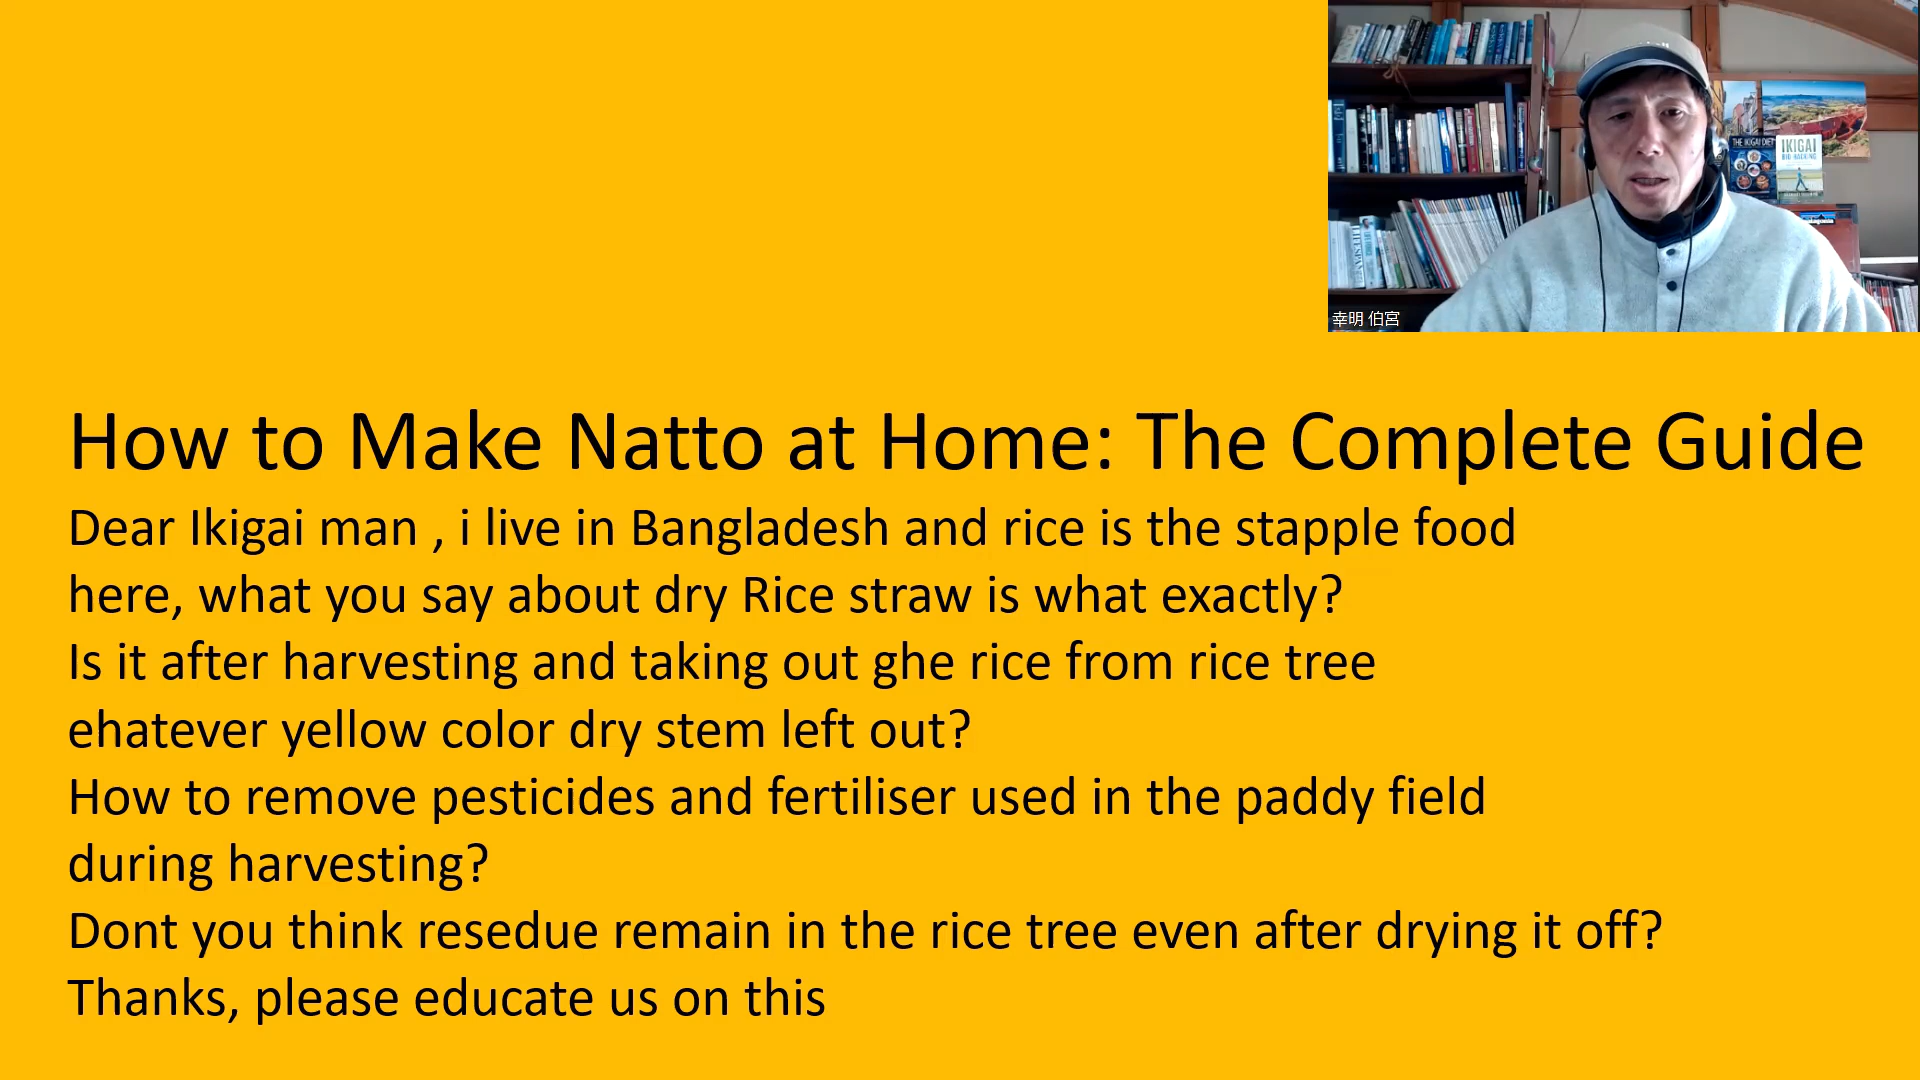 THE IKIGAI DIET
IKIGAI
幸明 伯宮
How to Make Natto at Home: The Complete Guide
Dear Ikigai man , i live in Bangladesh and rice is the stapple food
here, what you say about dry Rice straw is what exactly?
Is it after harvesting and taking out ghe rice from rice tree
ehatever yellow color dry stem left out?
How to remove pesticides and fertiliser used in the paddy field
during harvesting?
Dont you think resedue remain in the rice tree even after drying it off?
Thanks, please educate us on this